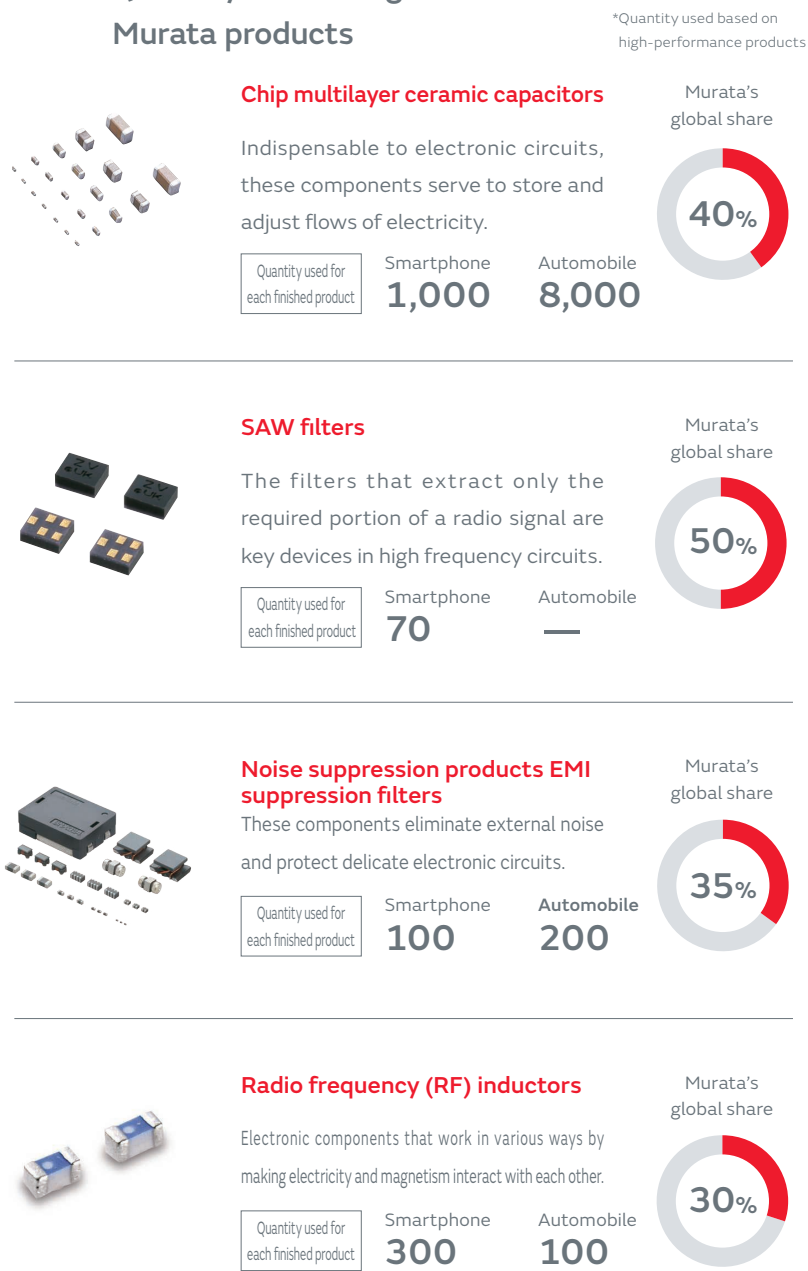 Murata products
*Quantity used based on
high-performance products
Chip multilayer ceramic capacitors
Indispensable to electronic circuits,
these components serve to store and
adjust flows of electricity.
Quantity used for
each finished product
Smartphone
1,000
Automobile
8,000
Murata's
global share
40%
SAW filters
The filters that extract only the
required portion of a radio signal are
key devices in high frequency circuits.
Quantity used for
each finished product
Smartphone
70
Automobile
—
Murata's
global share
50%
Noise suppression products EMI
suppression filters
These components eliminate external noise
and protect delicate electronic circuits.
Quantity used for
each finished product
Smartphone
100
Automobile
200
Murata's
global share
35%
Radio frequency (RF) inductors
Electronic components that work in various ways by
making electricity and magnetism interact with each other.
Quantity used for
each finished product
Smartphone
300
Automobile
100
Murata's
global share
30%